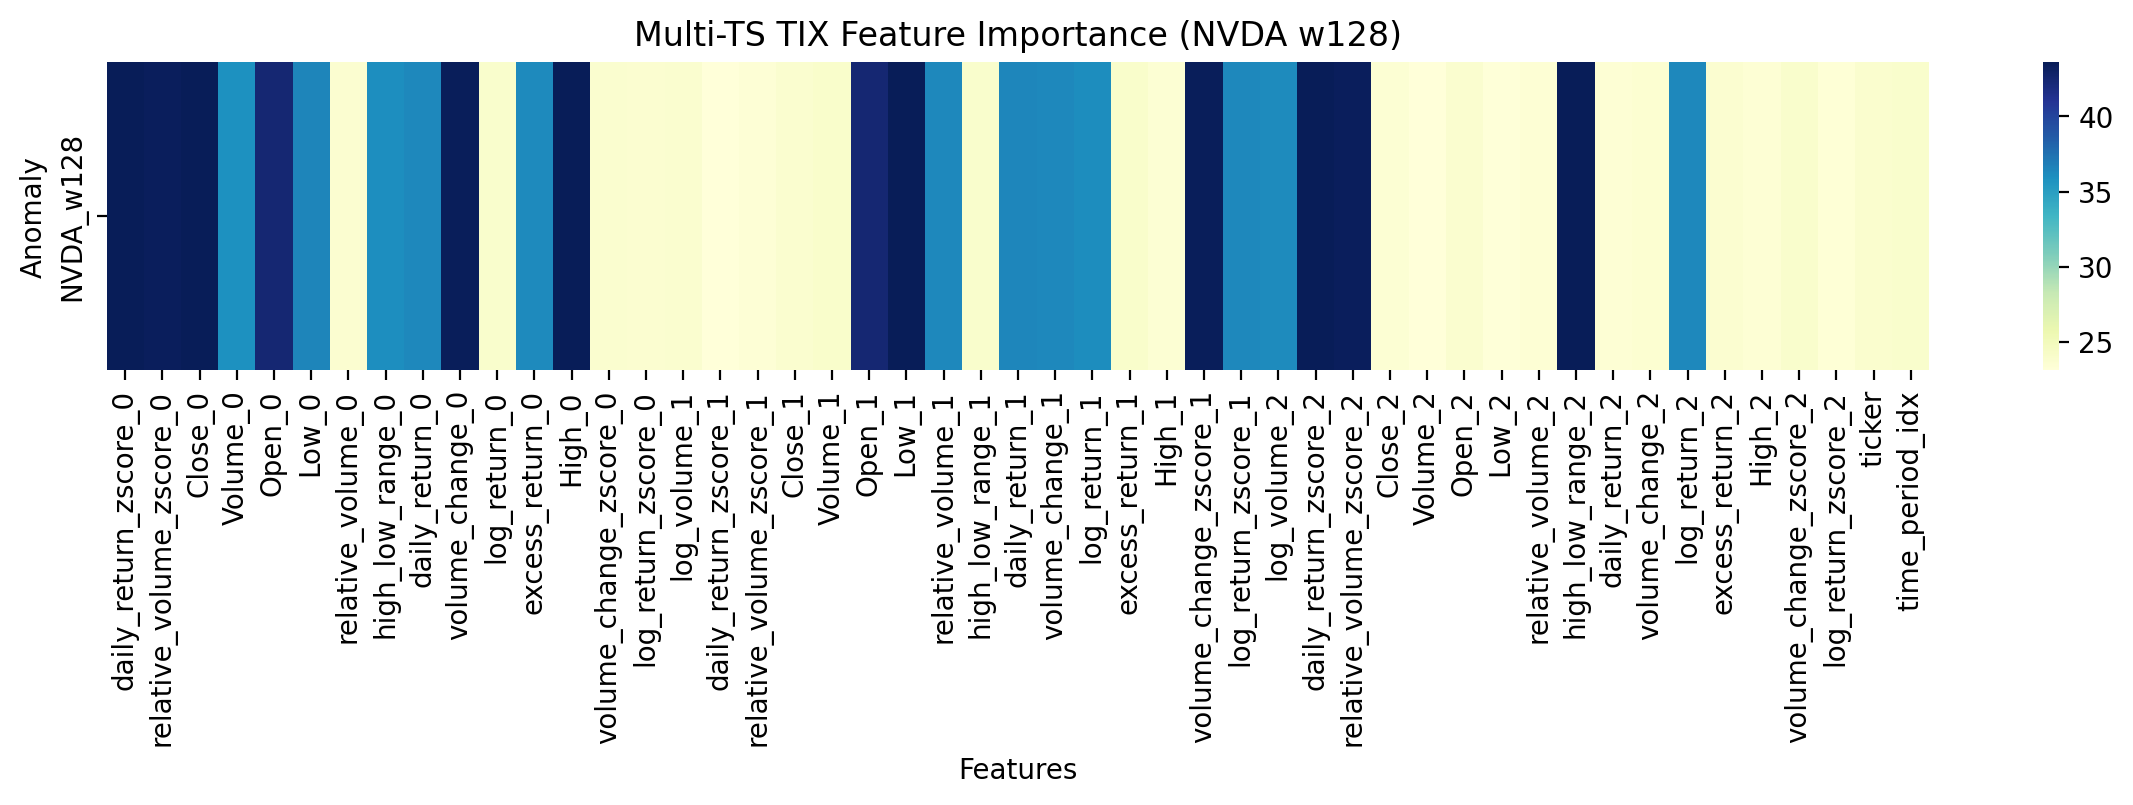 Multi-TS TIX Feature Importance (NVDA w128)
Anomaly
NVDA_w128
40
35
30
25
daily_return_zscore_0
relative_volume_zscore_0
Close_0
Volume_0
Open_0
Low_0
relative_volume_0
high_low_range_0
daily_return_0
volume_change_0
log_return_0
excess_return_0
High_0
volume_change_zscore_0
log_return_zscore_0
log_volume_1
daily_return_zscore_1
relative_volume_zscore_1
Close_1
Volume_1
Open_1
Low_1
relative_volume_1
high_low_range_1
daily_return_1
volume_change_1
log_return_1
excess_return_1
High_1
volume_change_zscore_1
log_return_zscore_1
log_volume_2
daily_return_zscore_2
relative_volume_zscore_2
Close_2
Volume_2
Open_2
Low_2
relative_volume_2
high_low_range_2
daily_return_2
volume_change_2
log_return_2
excess_return_2
High_2
volume_change_zscore_2
log_return_zscore_2
ticker
time_period_idx
Features